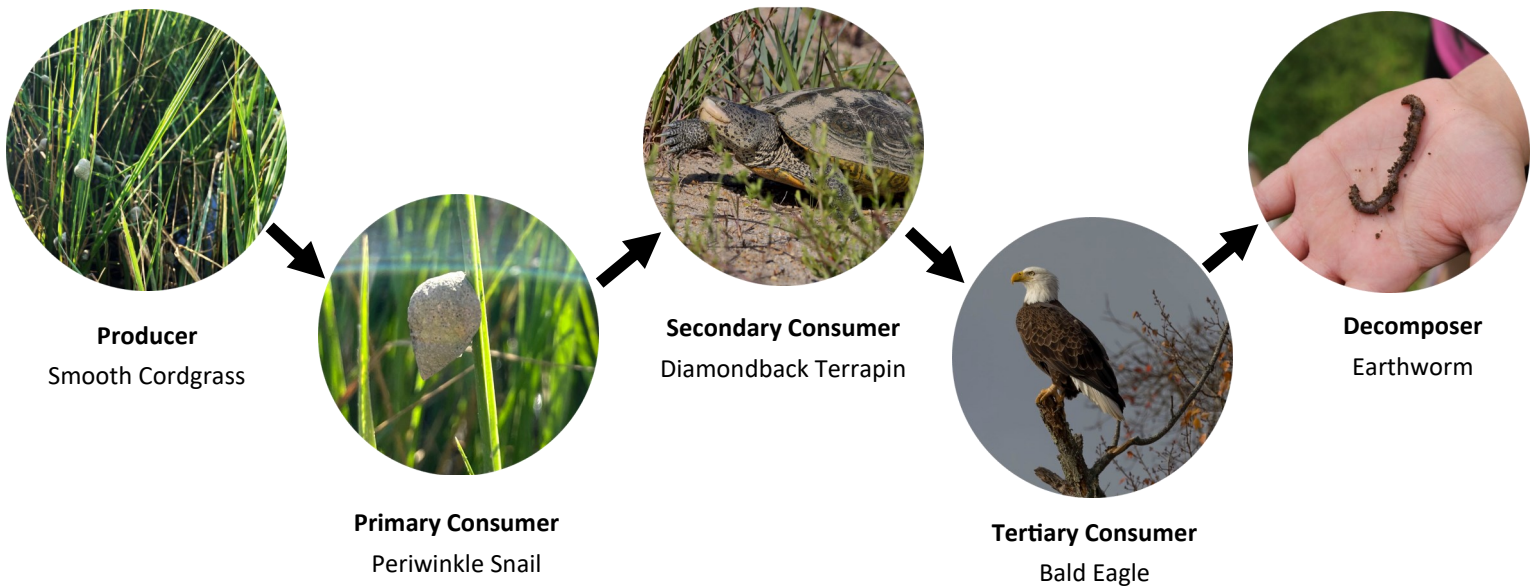 Producer
Smooth Cordgrass
Primary Consumer
Periwinkle Snail
Secondary Consumer
Diamondback Terrapin
Tertiary Consumer
Bald Eagle
Decomposer
Earthworm